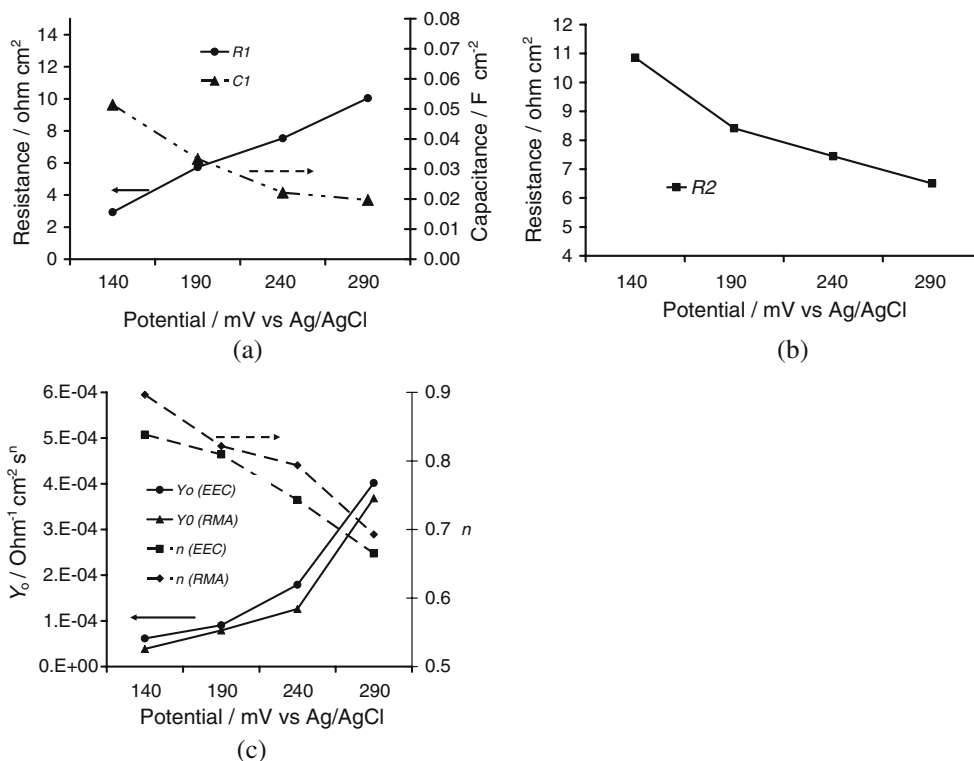 Resistance / ohm cm²
14
12
10
8
6
4
2
0
R1
C1
0.08
0.07
0.06
0.05
0.04
0.03
0.02
0.01
0.00
Capacitance / F cm⁻²
140 190 240 290
Potential / mV vs Ag/AgCl
(a)
Resistance / ohm cm²
11
10
9
8
7
6
5
4
R2
140 190 240 290
Potential / mV vs Ag/AgCl
(b)
Yₒ / Ohm⁻¹ cm⁻² sⁿ
6.E-04
5.E-04
4.E-04
3.E-04
2.E-04
1.E-04
0.E+00
Yo (EEC)
Y0 (RMA)
n (EEC)
n (RMA)
0.9
0.8
0.7
0.6
0.5
n
140 190 240 290
Potential / mV vs Ag/AgCl
(c)